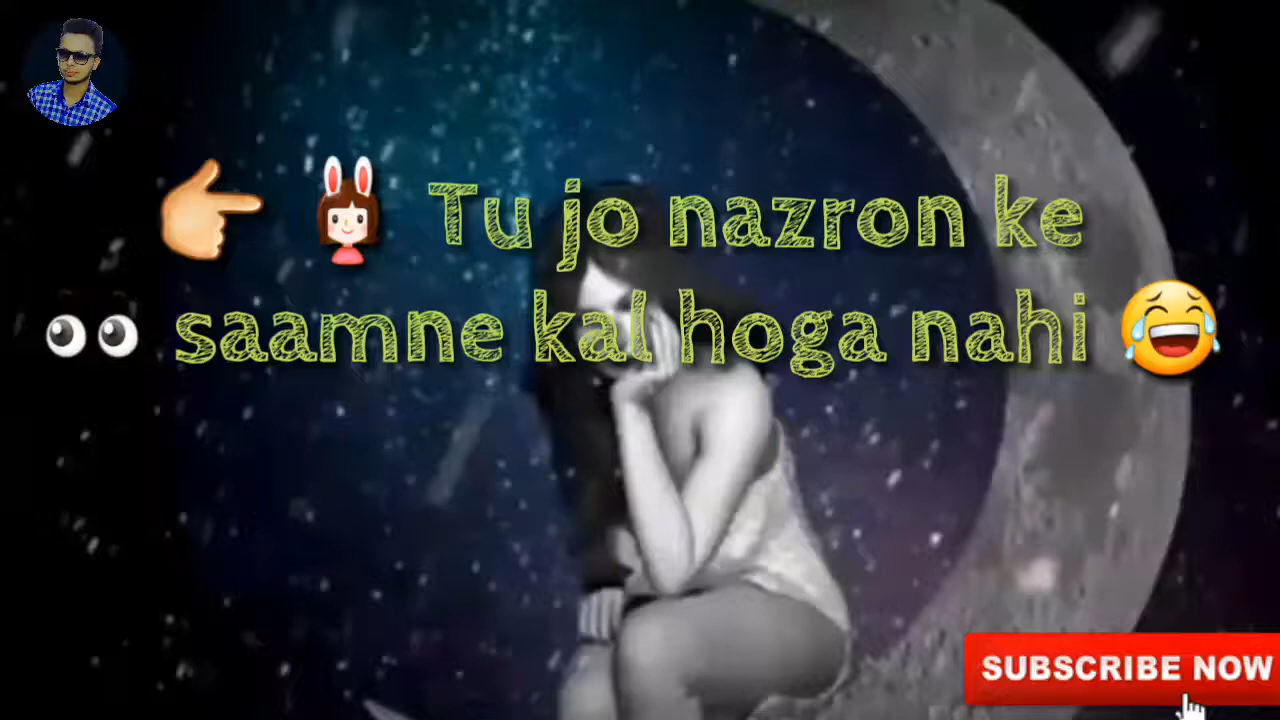 👉 👧 Tu jo nazron ke
👀 saamne kal hoga nahi 😂
SUBSCRIBE NOW